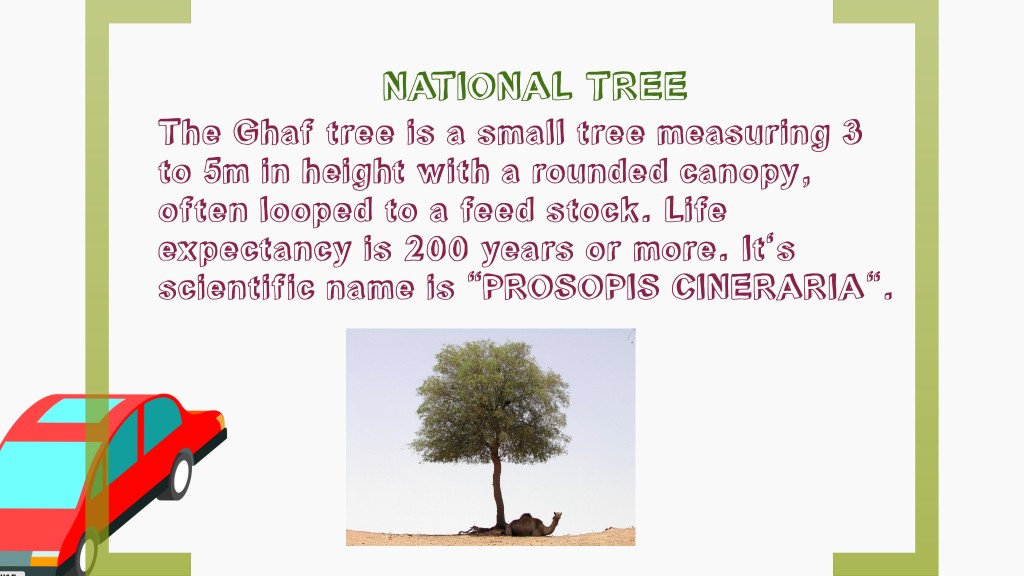 NATIONAL TREE
The Ghaf tree is a small tree measuring 3
to 5m in height with a rounded canopy,
often looped to a feed stock. Life
expectancy is 200 years or more. It‘s
scientific name is “PROSOPIS CINERARIA“.